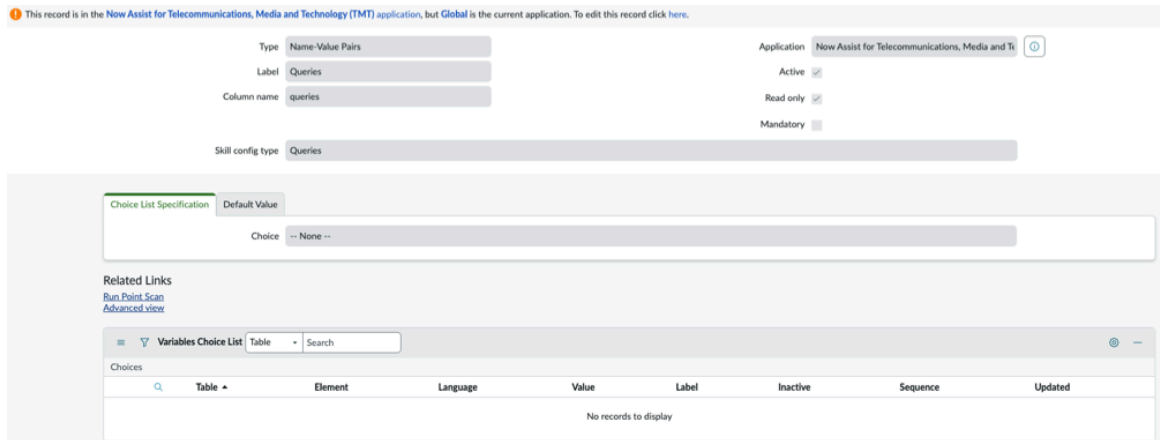 This record is in the Now Assist for Telecommunications, Media and Technology (TMT) application, but Global is the current application. To edit this record click here.
Type Name-Value Pairs
Application Now Assist for Telecommunications, Media and Te
Label Queries
Active
Column name queries
Read only
Mandatory
Skill config type Queries
Choice List Specification Default Value
Choice -- None --
Related Links
Run Point Scan
Advanced view
Variables Choice List Table Search
Choices
Table Element Language Value Label Inactive Sequence Updated
No records to display